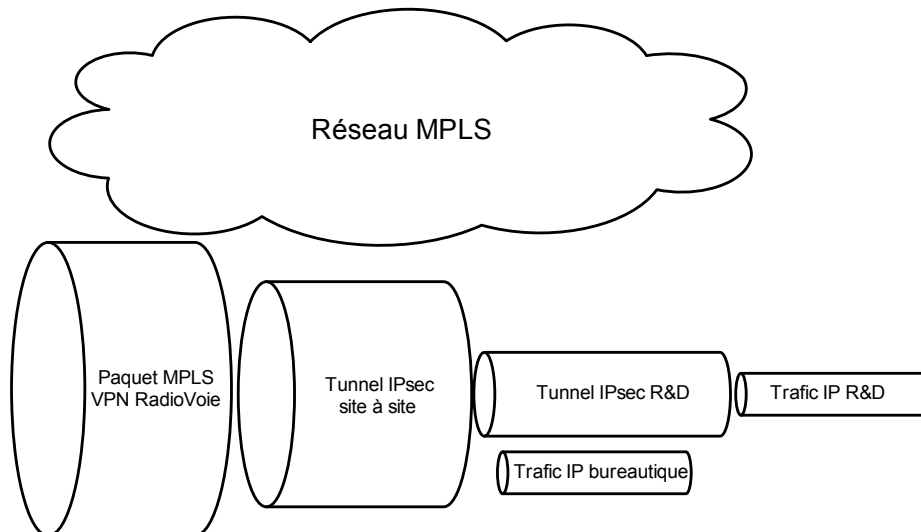 Réseau MPLS
Paquet MPLS
VPN RadioVoie
Tunnel IPsec
site à site
Tunnel IPsec R&D
Trafic IP R&D
Trafic IP bureautique